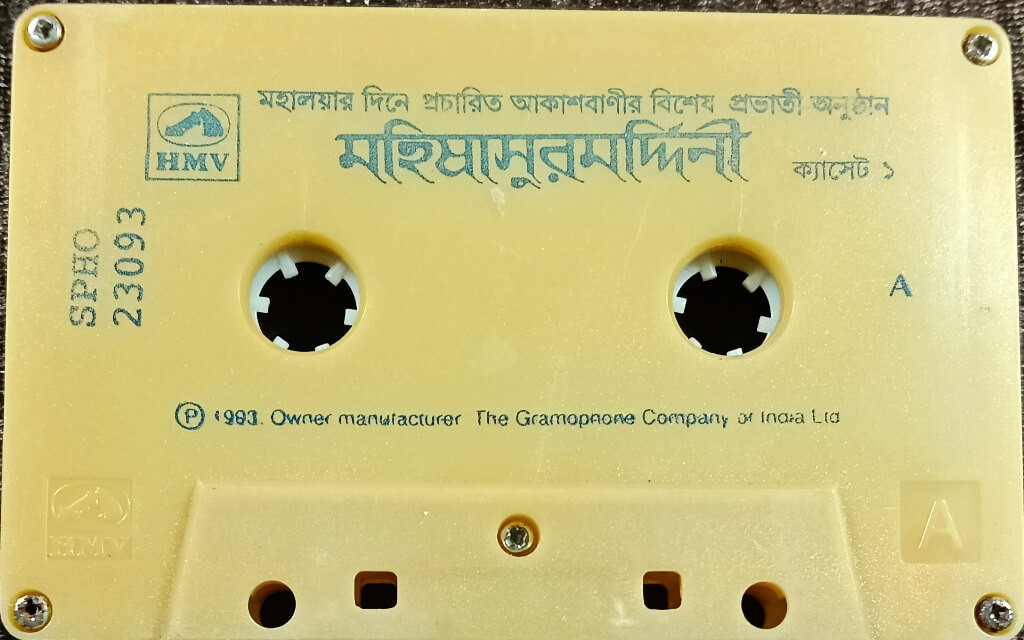 মহালয়ার দিনে প্রচারিত আকাশবাণীর বিশেষ প্রভাতী অনুষ্ঠান
HMV
মহিষাসুরমর্দ্দিনী
ক্যাসেট ১
SPHO
23093
A
Ⓟ 1983. Owner manufacturer The Gramophone Company of India Ltd
HMV
A